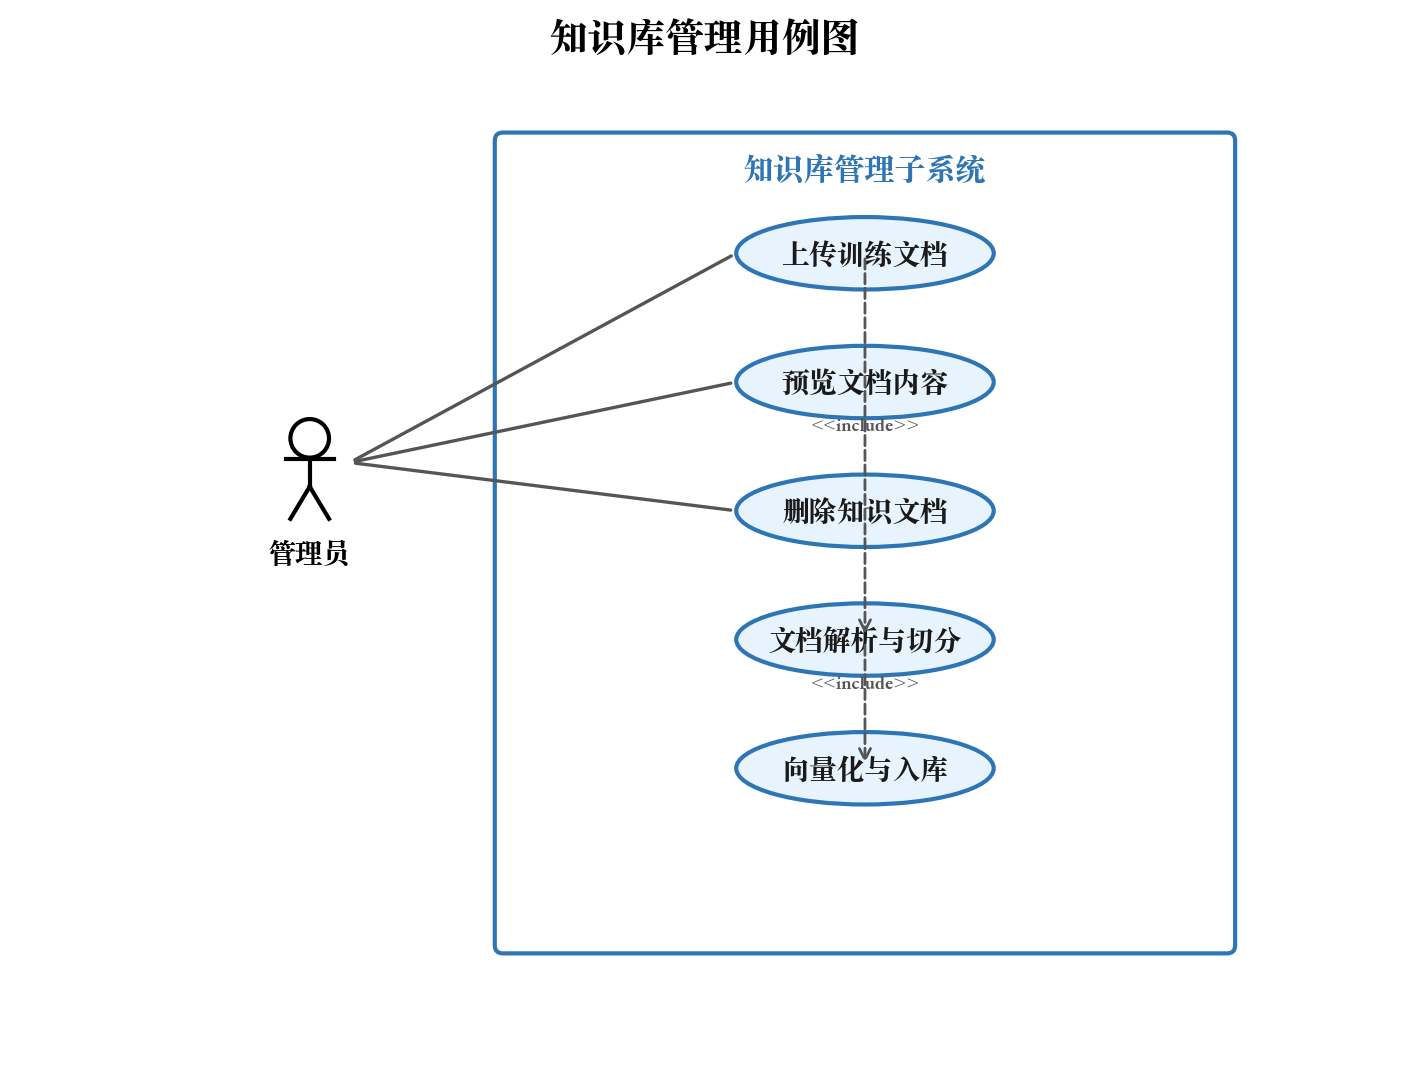 知识库管理用例图
知识库管理子系统
上传训练文档
预览文档内容
<<include>>
删除知识文档
管理员
文档解析与切分
<<include>>
向量化与入库